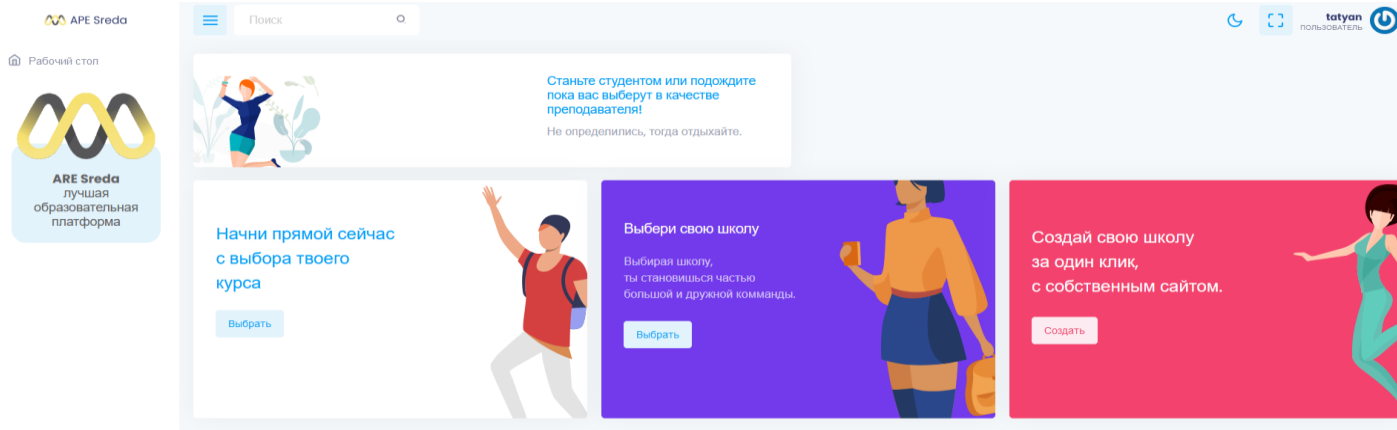 APE Sreda
Поиск
tatyan
ПОЛЬЗОВАТЕЛЬ
Рабочий стол
ARE Sreda
лучшая
образовательная
платформа
Станьте студентом или подождите
пока вас выберут в качестве
преподавателя!
Не определились, тогда отдыхайте.
Начни прямой сейчас
с выбора твоего
курса
Выбрать
Выбери свою школу
Выбирая школу,
ты становишься частью
большой и дружной комманды.
Выбрать
Создай свою школу
за один клик,
с собственным сайтом.
Создать